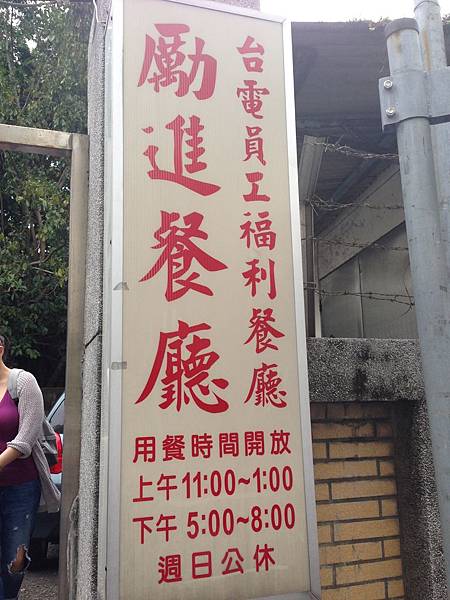 台電員工福利餐廳
勵進餐廳
用餐時間開放
上午11:00~1:00
下午5:00~8:00
週日公休